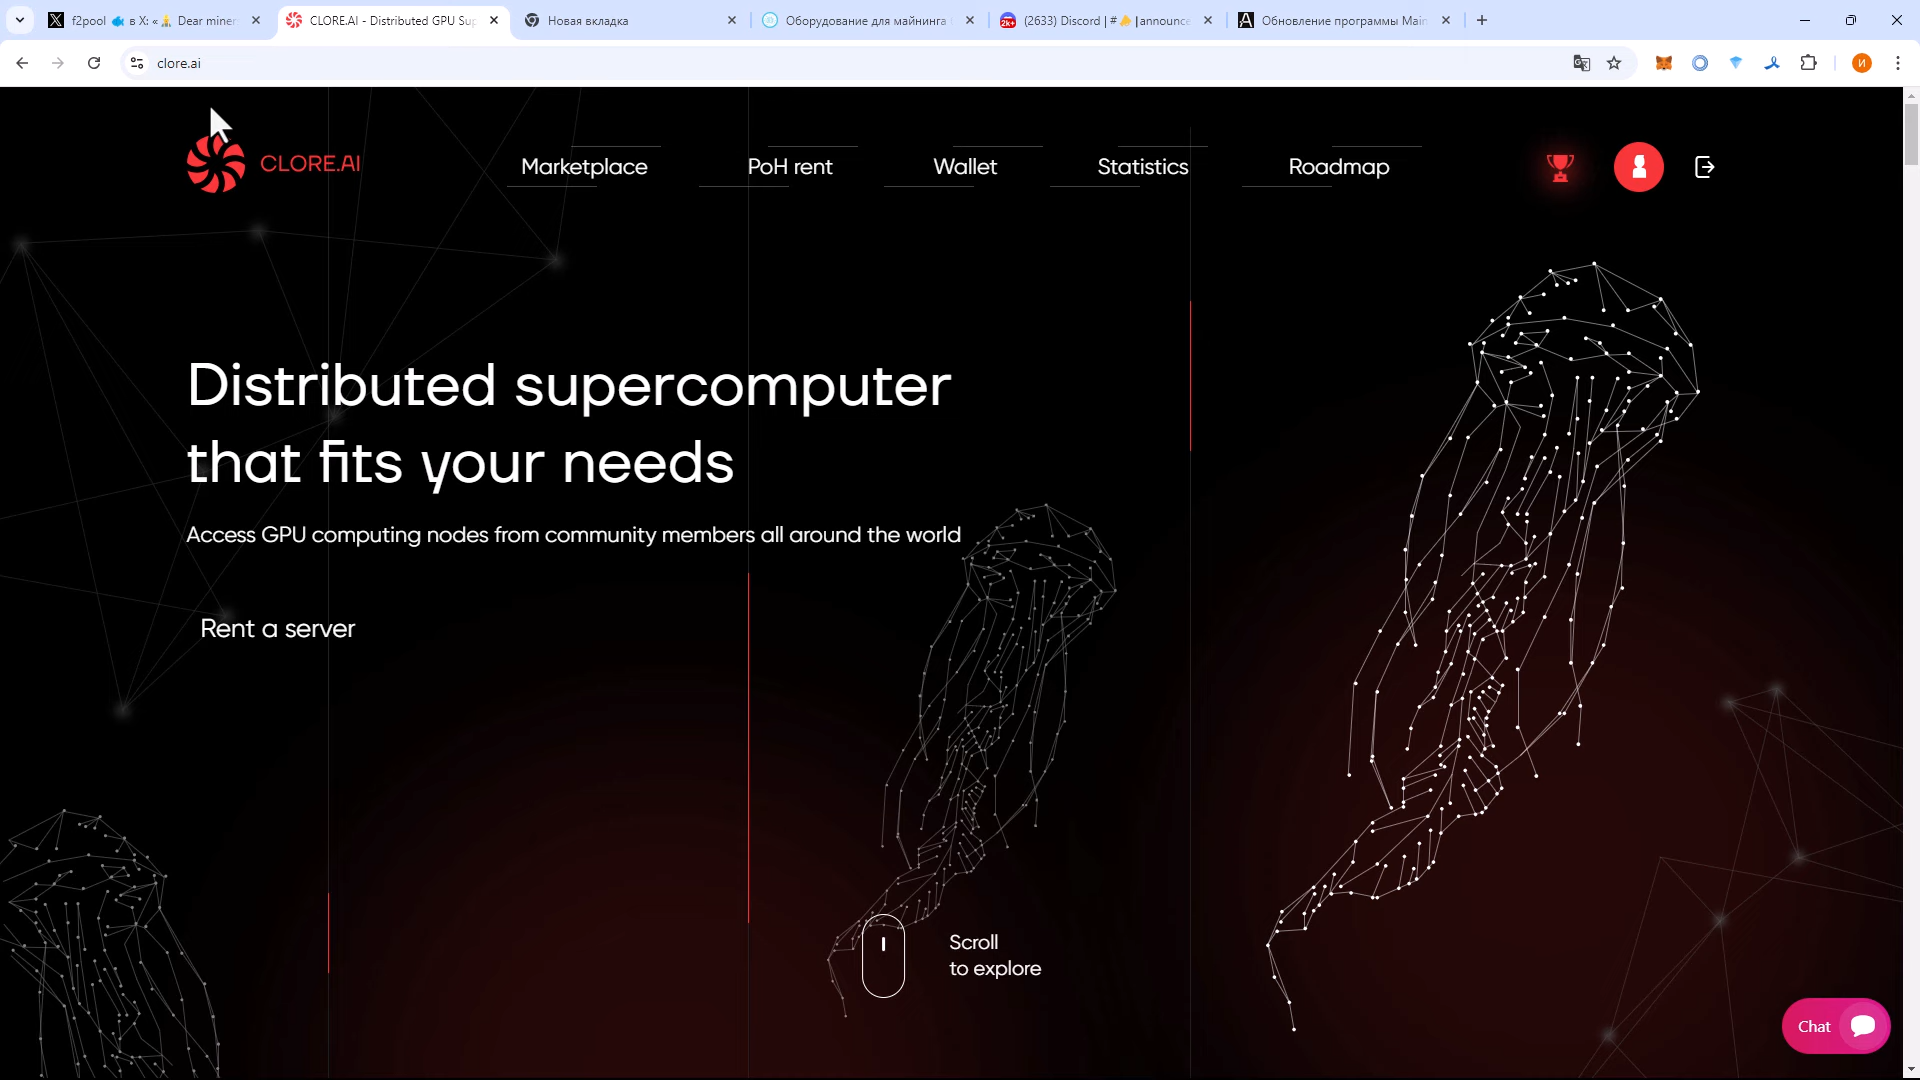 f2pool 🐟 в X: « 🙏 Dear miner
CLORE.AI - Distributed GPU Sup
Новая вкладка
Оборудование для майнинга
(2633) Discord | # 👋 |announce
Обновление программы Main
clore.ai
И
CLORE.AI
Marketplace
PoH rent
Wallet
Statistics
Roadmap
Distributed supercomputer
that fits your needs
Access GPU computing nodes from community members all around the world
Rent a server
Scroll
to explore
Chat